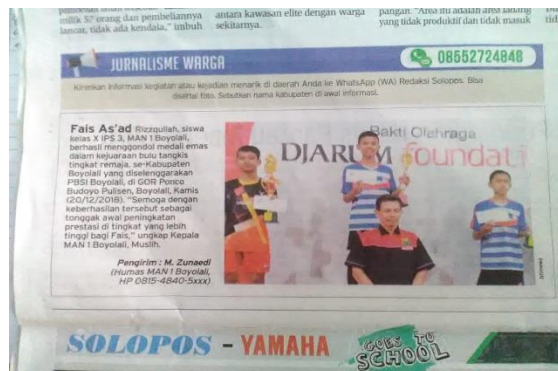 milik 57 orang dan pembeliannya
lancar, tidak ada kendala," imbuh
antara kawasan elite dengan warga
sekitarnya.
pangan. "Area itu adalah area ladang
yang tidak produktif dan tidak masuk
JURNALISME WARGA
08552724848
Kirimkan informasi kegiatan atau kejadian menarik di daerah Anda ke WhatsApp (WA) Redaksi Solopos. Bisa
disertai foto. Sebutkan nama kabupaten di awal informasi.
Fais As'ad Rizzqullah, siswa
kelas X IPS 3, MAN 1 Boyolali,
berhasil menggondol medali emas
dalam kejuaraan bulu tangkis
tingkat remaja, se-Kabupaten
Boyolali yang diselenggarakan
PBSI Boyolali, di GOR Ponco
Budoyo Pulisen, Boyolali, Kamis
(20/12/2018). "Semoga dengan
keberhasilan tersebut sebagai
tonggak awal peningkatan
prestasi di tingkat yang lebih
tinggi bagi Fais," ungkap Kepala
MAN 1 Boyolali, Muslih.
Pengirim : M. Zunaedi
(Humas MAN 1 Boyolali,
HP 0815-4840-5xxx)
Bakti Olahraga
DJARUM foundati
SOLOPOS - YAMAHA
GOES TO
SCHOOL